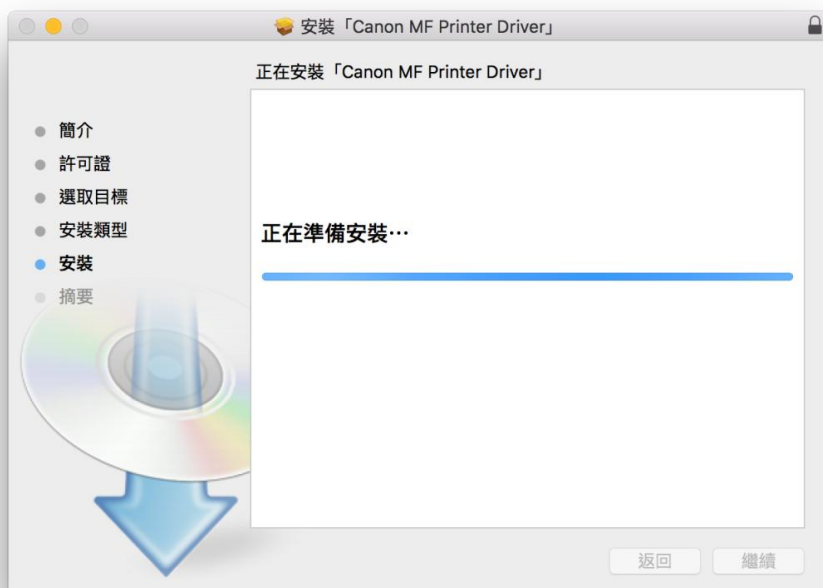 安裝「Canon MF Printer Driver」
正在安裝「Canon MF Printer Driver」
簡介
許可證
選取目標
安裝類型
安裝
摘要
正在準備安裝⋯
返回
繼續